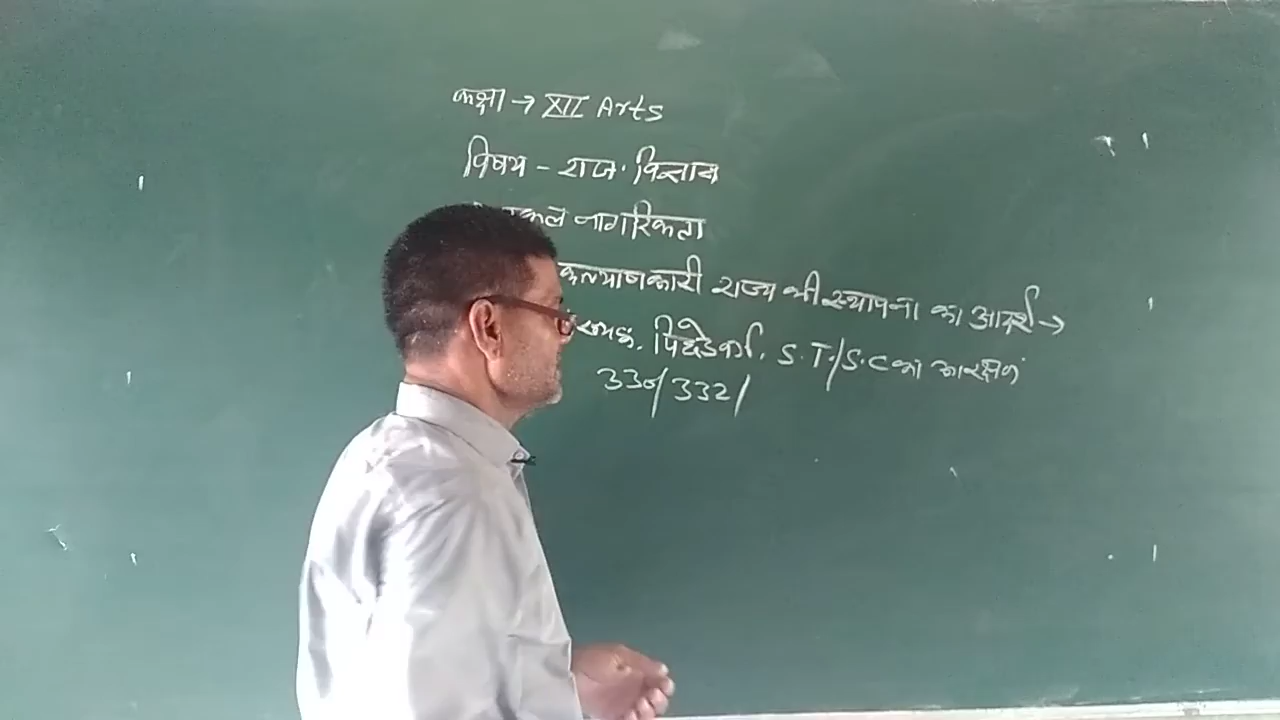 कक्षा → XII Arts
विषय - राज. विज्ञान
नागरिकता
कल्याणकारी राज्य की स्थापना का आदर्श →
पिछडे वर्ग. S.T./S.C का आरक्षण
330/332/